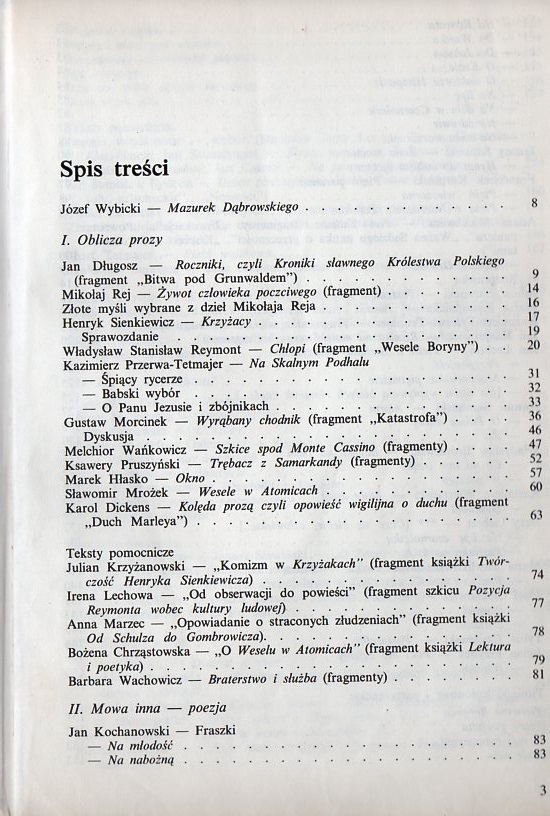 Spis treści
Józef Wybicki — Mazurek Dąbrowskiego . . . . . . . . . . . . . 8
I. Oblicza prozy
Jan Długosz — Roczniki, czyli Kroniki sławnego Królestwa Polskiego
(fragment „Bitwa pod Grunwaldem”) . . . . . . . . . . . . 9
Mikołaj Rej — Żywot człowieka poczciwego (fragment) . . . . . . . . 14
Złote myśli wybrane z dzieł Mikołaja Reja . . . . . . . . . . . 16
Henryk Sienkiewicz — Krzyżacy . . . . . . . . . . . . . . 17
Sprawozdanie . . . . . . . . . . . . . . . . . 19
Władysław Stanisław Reymont — Chłopi (fragment „Wesele Boryny”) . . 20
Kazimierz Przerwa-Tetmajer — Na Skalnym Podhalu
— Śpiący rycerze . . . . . . . . . . . . . . . . 31
— Babski wybór . . . . . . . . . . . . . . . . 32
— O Panu Jezusie i zbójnikach . . . . . . . . . . . . . 33
Gustaw Morcinek — Wyrąbany chodnik (fragment „Katastrofa”) . . . . 36
Dyskusja . . . . . . . . . . . . . . . . . . 46
Melchior Wańkowicz — Szkice spod Monte Cassino (fragmenty) . . . . 47
Ksawery Pruszyński — Trębacz z Samarkandy (fragmenty) . . . . . . 52
Marek Hłasko — Okno . . . . . . . . . . . . . . . . 57
Sławomir Mrożek — Wesele w Atomicach . . . . . . . . . . . 60
Karol Dickens — Kolęda prozą czyli opowieść wigilijna o duchu (fragment
„Duch Marleya”) . . . . . . . . . . . . . . . . 63
Teksty pomocnicze
Julian Krzyżanowski — „Komizm w Krzyżakach” (fragment książki Twór-
czość Henryka Sienkiewicza) . . . . . . . . . . . . . . 74
Irena Lechowa — „Od obserwacji do powieści” (fragment szkicu Pozycja
Reymonta wobec kultury ludowej) . . . . . . . . . . . . . 77
Anna Marzec — „Opowiadanie o straconych złudzeniach” (fragment książki
Od Schulza do Gombrowicza). . . . . . . . . . . . . . 78
Bożena Chrząstowska — „O Weselu w Atomicach” (fragment książki Lektura
i poetyka) . . . . . . . . . . . . . . . . . . 79
Barbara Wachowicz — Braterstwo i służba (fragmenty) . . . . . . . 81
II. Mowa inna — poezja
Jan Kochanowski — Fraszki
— Na młodość . . . . . . . . . . . . . . . . . 83
— Na nabożną . . . . . . . . . . . . . . . . . 83
3